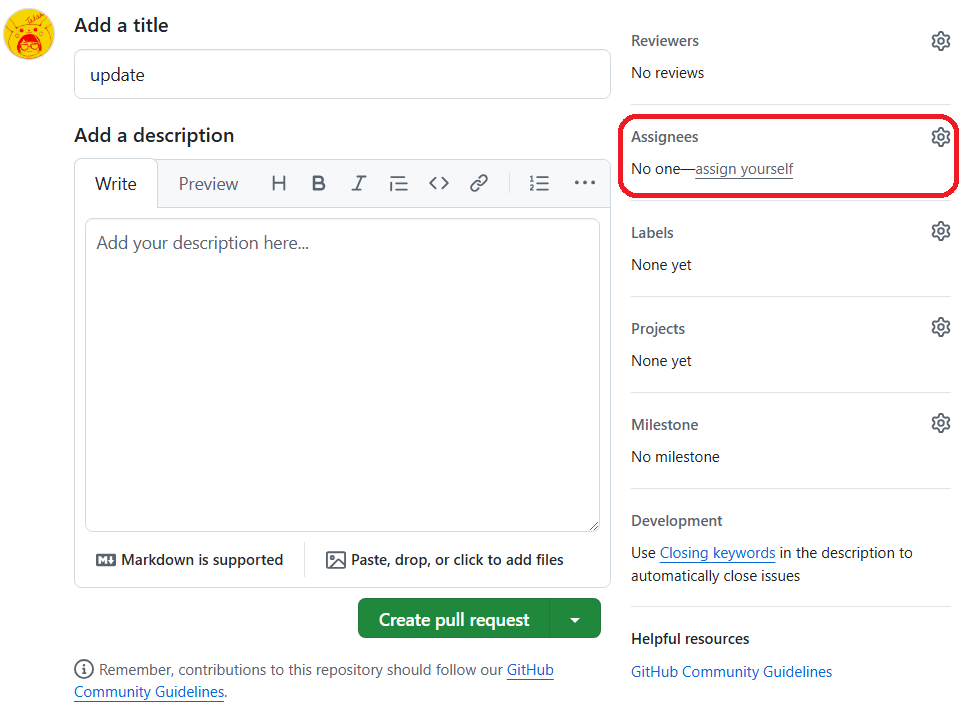 Add a title
update
Add a description
Write
Preview
H B I
Add your description here...
Markdown is supported
Paste, drop, or click to add files
Create pull request
Remember, contributions to this repository should follow our GitHub
Community Guidelines.
Reviewers
No reviews
Assignees
No one—assign yourself
Labels
None yet
Projects
None yet
Milestone
No milestone
Development
Use Closing keywords in the description to
automatically close issues
Helpful resources
GitHub Community Guidelines